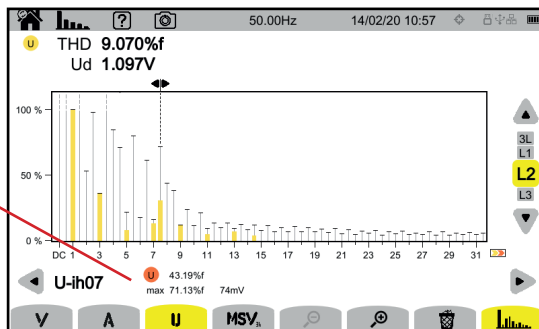 50.00Hz 14/02/20 10:57
U THD 9.070%f
Ud 1.097V
100 %
50 %
0 %
DC 1 3 5 7 9 11 13 15 17 19 21 23 25 27 29 31
3L
L1
L2
L3
U-ih07 U 43.19%f
max 71.13%f 74mV
V A U MSV3L